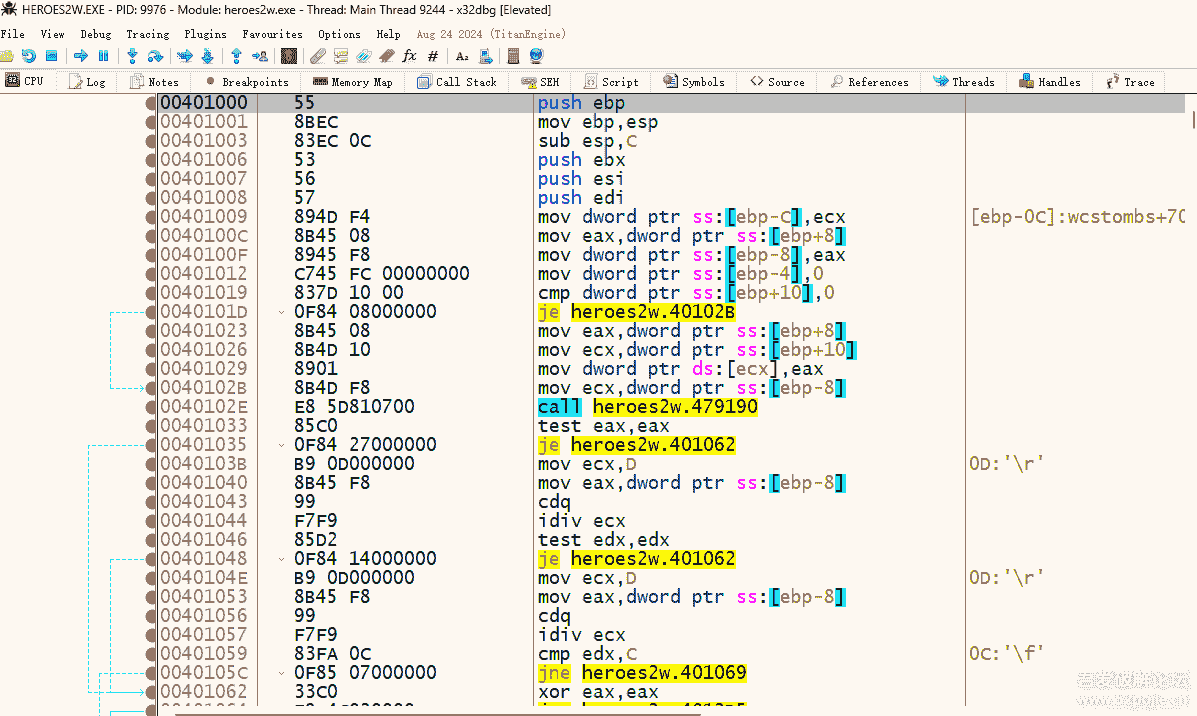 HEROES2W.EXE - PID: 9976 - Module: heroes2w.exe - Thread: Main Thread 9244 - x32dbg [Elevated]
File View Debug Tracing Plugins Favourites Options Help Aug 24 2024 (TitanEngine)
CPU Log Notes Breakpoints Memory Map Call Stack SEH Script Symbols Source References Threads Handles Trace
00401000 55 push ebp
00401001 8BEC mov ebp,esp
00401003 83EC 0C sub esp,C
00401006 53 push ebx
00401007 56 push esi
00401008 57 push edi
00401009 894D F4 mov dword ptr ss:[ebp-C],ecx [ebp-0C]:wcstombs+70
0040100C 8B45 08 mov eax,dword ptr ss:[ebp+8]
0040100F 8945 F8 mov dword ptr ss:[ebp-8],eax
00401012 C745 FC 00000000 mov dword ptr ss:[ebp-4],0
00401019 837D 10 00 cmp dword ptr ss:[ebp+10],0
0040101D 0F84 08000000 je heroes2w.40102B
00401023 8B45 08 mov eax,dword ptr ss:[ebp+8]
00401026 8B4D 10 mov ecx,dword ptr ss:[ebp+10]
00401029 8901 mov dword ptr ds:[ecx],eax
0040102B 8B4D F8 mov ecx,dword ptr ss:[ebp-8]
0040102E E8 5D810700 call heroes2w.479190
00401033 85C0 test eax,eax
00401035 0F84 27000000 je heroes2w.401062
0040103B B9 0D000000 mov ecx,D 0D:'\r'
00401040 8B45 F8 mov eax,dword ptr ss:[ebp-8]
00401043 99 cdq
00401044 F7F9 idiv ecx
00401046 85D2 test edx,edx
00401048 0F84 14000000 je heroes2w.401062
0040104E B9 0D000000 mov ecx,D 0D:'\r'
00401053 8B45 F8 mov eax,dword ptr ss:[ebp-8]
00401056 99 cdq
00401057 F7F9 idiv ecx
00401059 83FA 0C cmp edx,C 0C:'\f'
0040105C 0F85 07000000 jne heroes2w.401069
00401062 33C0 xor eax,eax